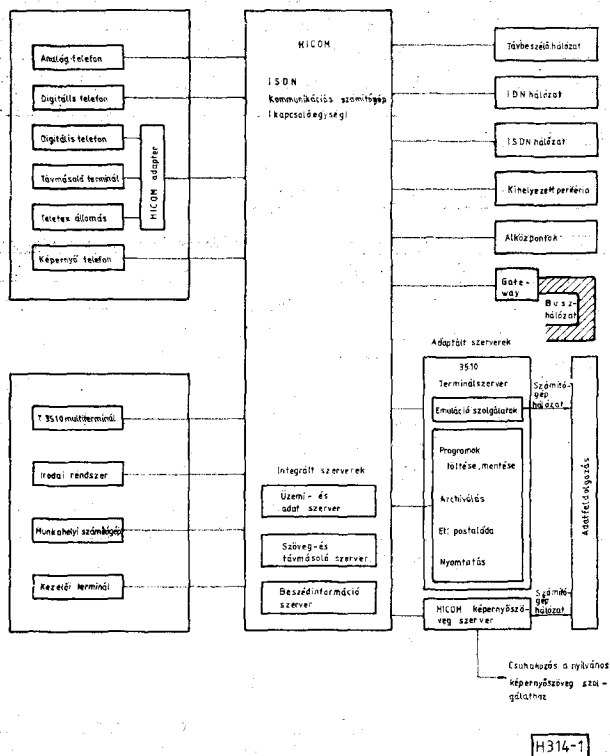 Analóg telefon
Digitális telefon
Digitális telefon
Távmásoló terminál
Teletex állomás
Képernyő telefon
HICOM adapter
HICOM
ISDN
Kommunikációs számítógép
(kapcsolóegység)
Távbeszélő hálózat
IDN hálózat
ISDN hálózat
Kihelyezett periféria
Alközpontok
Gate-
way
Busz-
hálózat
T 3510 multiterminál
Irodai rendszer
Munkahelyi számítógép
Kezelői terminál
Integrált szerverek
Üzemi- és
adat szerver
Szöveg-és
távmásoló szerver
Beszédinformáció
szerver
Adaptált szerverek
3510
Terminálszerver
Emuláció szolgálatok
Programok
töltése, mentése
Archiválás
El. postaláda
Nyomtatás
HICOM képernyőszö-
veg szerver
Számító-
gép
hálózat
Számító-
gép
hálózat
Adatfeldolgozás
Csatlakozás a nyilvános
képernyőszöveg szol-
gálathoz
H314-1